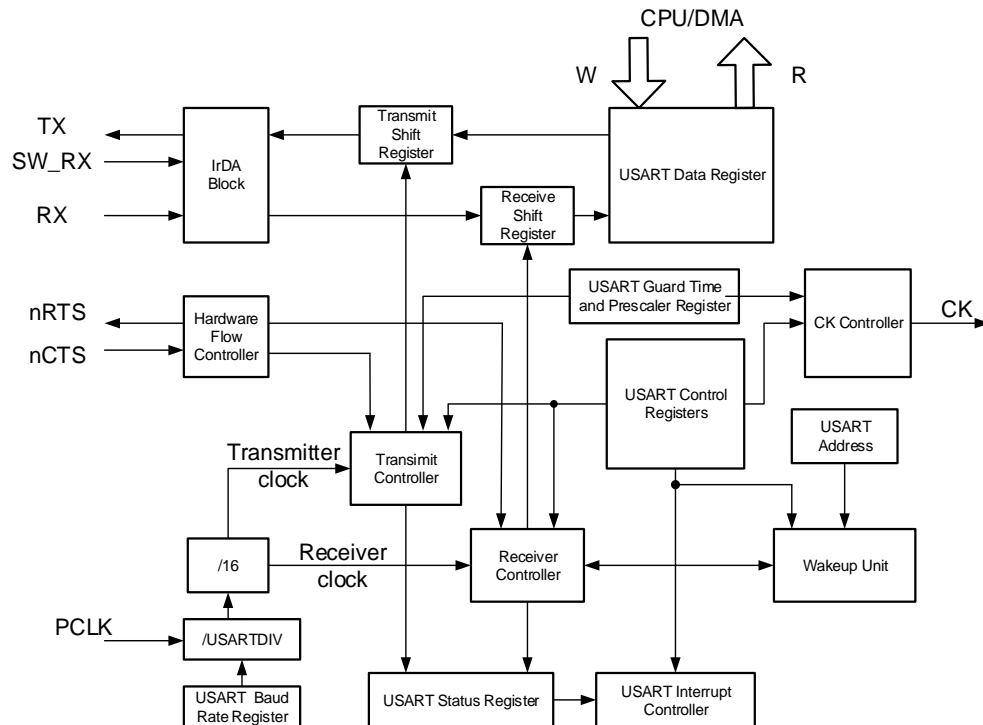 CPU/DMA
W
R
TX
SW_RX
RX
IrDA
Block
Transmit
Shift
Register
Receive
Shift
Register
USART Data Register
nRTS
nCTS
Hardware
Flow
Controller
USART Guard Time
and Prescaler Register
CK Controller
CK
USART Control
Registers
USART
Address
Transmitter
clock
Transimit
Controller
/16
Receiver
clock
Receiver
Controller
Wakeup Unit
PCLK
/USARTDIV
USART Baud
Rate Register
USART Status Register
USART Interrupt
Controller